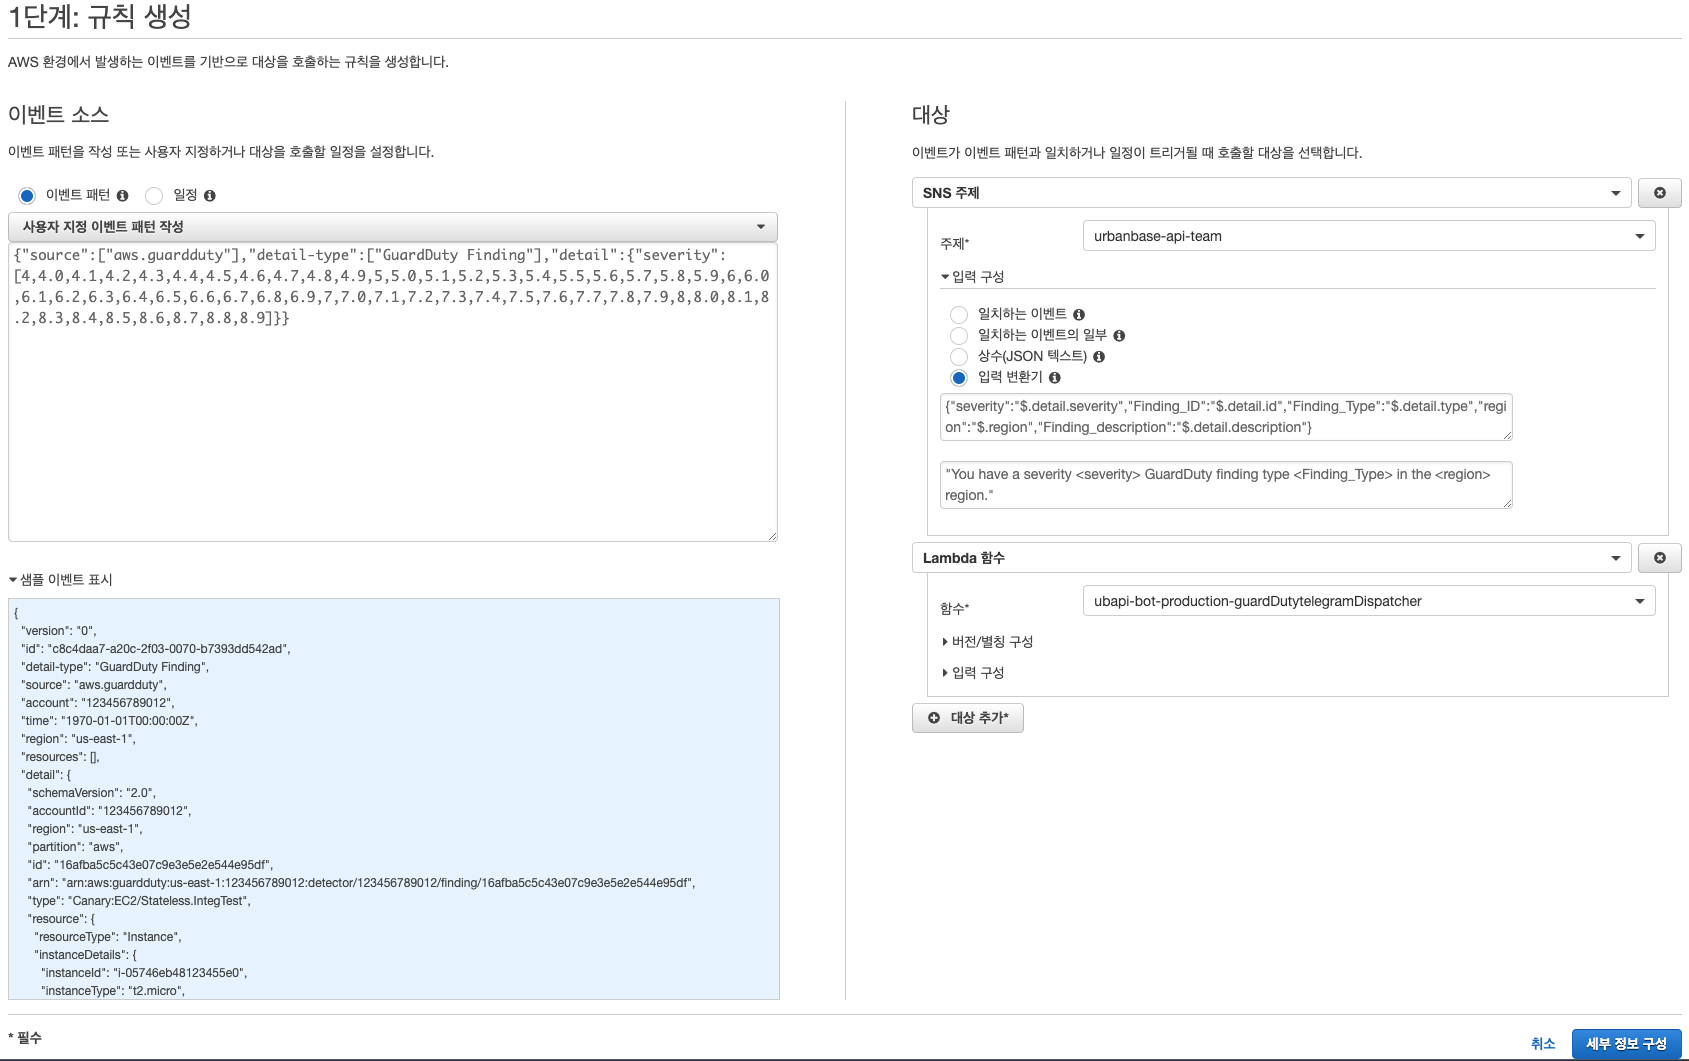 1단계: 규칙 생성
AWS 환경에서 발생하는 이벤트를 기반으로 대상을 호출하는 규칙을 생성합니다.
이벤트 소스
이벤트 패턴을 작성 또는 사용자 지정하거나 대상을 호출할 일정을 설정합니다.
이벤트 패턴 일정
사용자 지정 이벤트 패턴 작성
{"source":["aws.guardduty"],"detail-type":["GuardDuty Finding"],"detail":{"severity":
[4,4.0,4.1,4.2,4.3,4.4,4.5,4.6,4.7,4.8,4.9,5,5.0,5.1,5.2,5.3,5.4,5.5,5.6,5.7,5.8,5.9,6,6.0
,6.1,6.2,6.3,6.4,6.5,6.6,6.7,6.8,6.9,7,7.0,7.1,7.2,7.3,7.4,7.5,7.6,7.7,7.8,7.9,8,8.0,8.1,8
.2,8.3,8.4,8.5,8.6,8.7,8.8,8.9]}}
샘플 이벤트 표시
{
"version": "0",
"id": "c8c4daa7-a20c-2f03-0070-b7393dd542ad",
"detail-type": "GuardDuty Finding",
"source": "aws.guardduty",
"account": "123456789012",
"time": "1970-01-01T00:00:00Z",
"region": "us-east-1",
"resources": [],
"detail": {
"schemaVersion": "2.0",
"accountId": "123456789012",
"region": "us-east-1",
"partition": "aws",
"id": "16afba5c5c43e07c9e3e5e2e544e95df",
"arn": "arn:aws:guardduty:us-east-1:123456789012:detector/123456789012/finding/16afba5c5c43e07c9e3e5e2e544e95df",
"type": "Canary:EC2/Stateless.IntegTest",
"resource": {
"resourceType": "Instance",
"instanceDetails": {
"instanceId": "i-05746eb48123455e0",
"instanceType": "t2.micro",
대상
이벤트가 이벤트 패턴과 일치하거나 일정이 트리거될 때 호출할 대상을 선택합니다.
SNS 주제
주제* urbanbase-api-team
입력 구성
일치하는 이벤트
일치하는 이벤트의 일부
상수(JSON 텍스트)
입력 변환기
{"severity":"$.detail.severity","Finding_ID":"$.detail.id","Finding_Type":"$.detail.type","regi
on":"$.region","Finding_description":"$.detail.description"}
"You have a severity <severity> GuardDuty finding type <Finding_Type> in the <region>
region."
Lambda 함수
함수* ubapi-bot-production-guardDutytelegramDispatcher
버전/별칭 구성
입력 구성
대상 추가*
* 필수
취소 세부 정보 구성